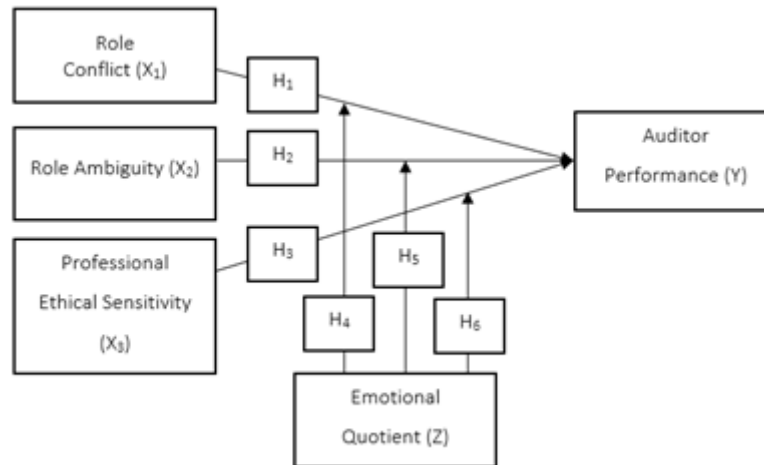 Role
Conflict (X₁)
H₁
Role Ambiguity (X₂)
H₂
Auditor
Performance (Y)
Professional
Ethical Sensitivity
(X₃)
H₃
H₅
H₄
H₆
Emotional
Quotient (Z)